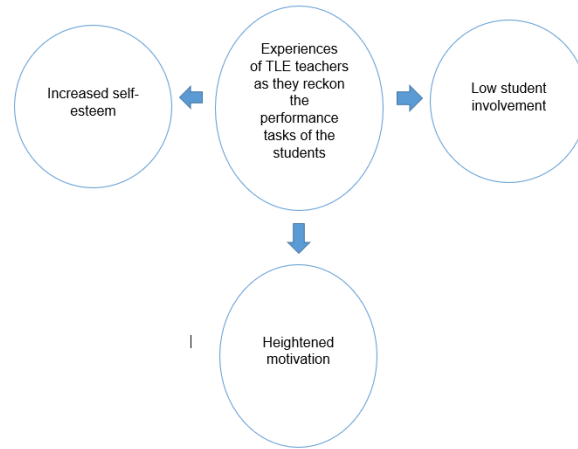 Increased self-
esteem
Experiences
of TLE teachers
as they reckon
the
performance
tasks of the
students
Low student
involvement
Heightened
motivation